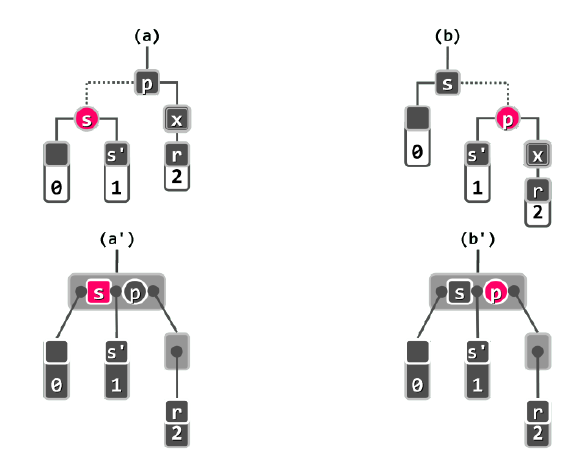 (a) (b)
p s
s x p
s' r s' x
0 1 2 0 1 r
2
(a') (b')
s p s p
s' s'
0 1 0 1
r r
2 2